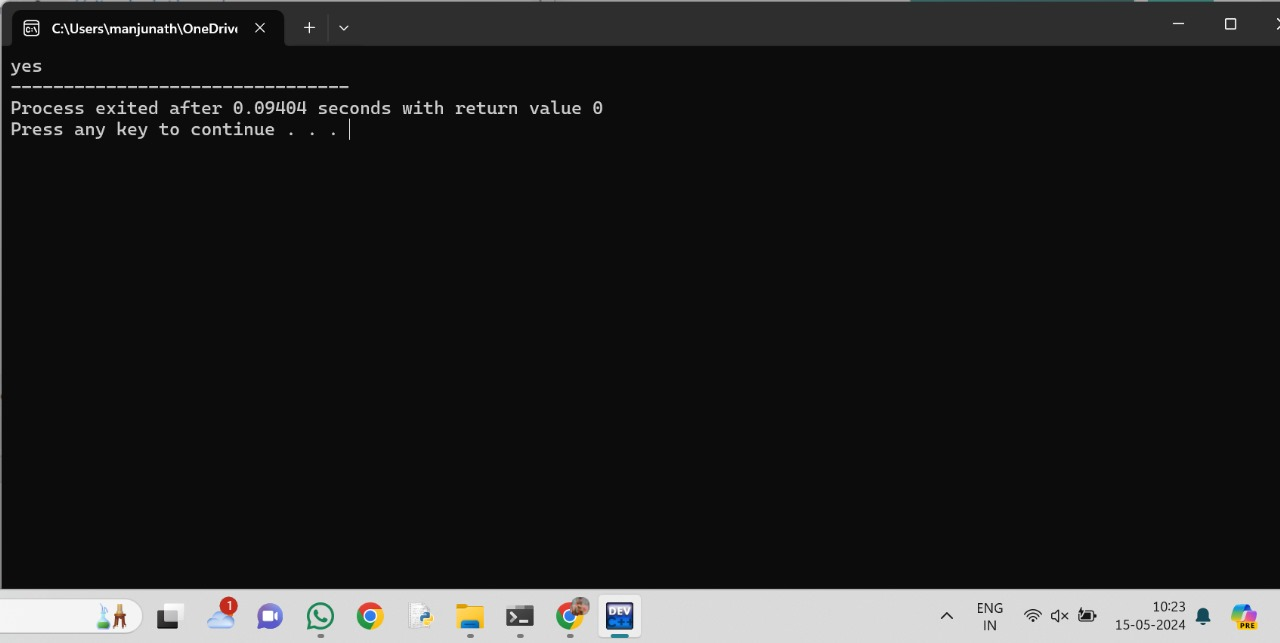 C:\Users\manjunath\OneDrive
yes
--------------------------------
Process exited after 0.09404 seconds with return value 0
Press any key to continue . . .
1
DEV
ENG
IN
10:23
15-05-2024
PRE